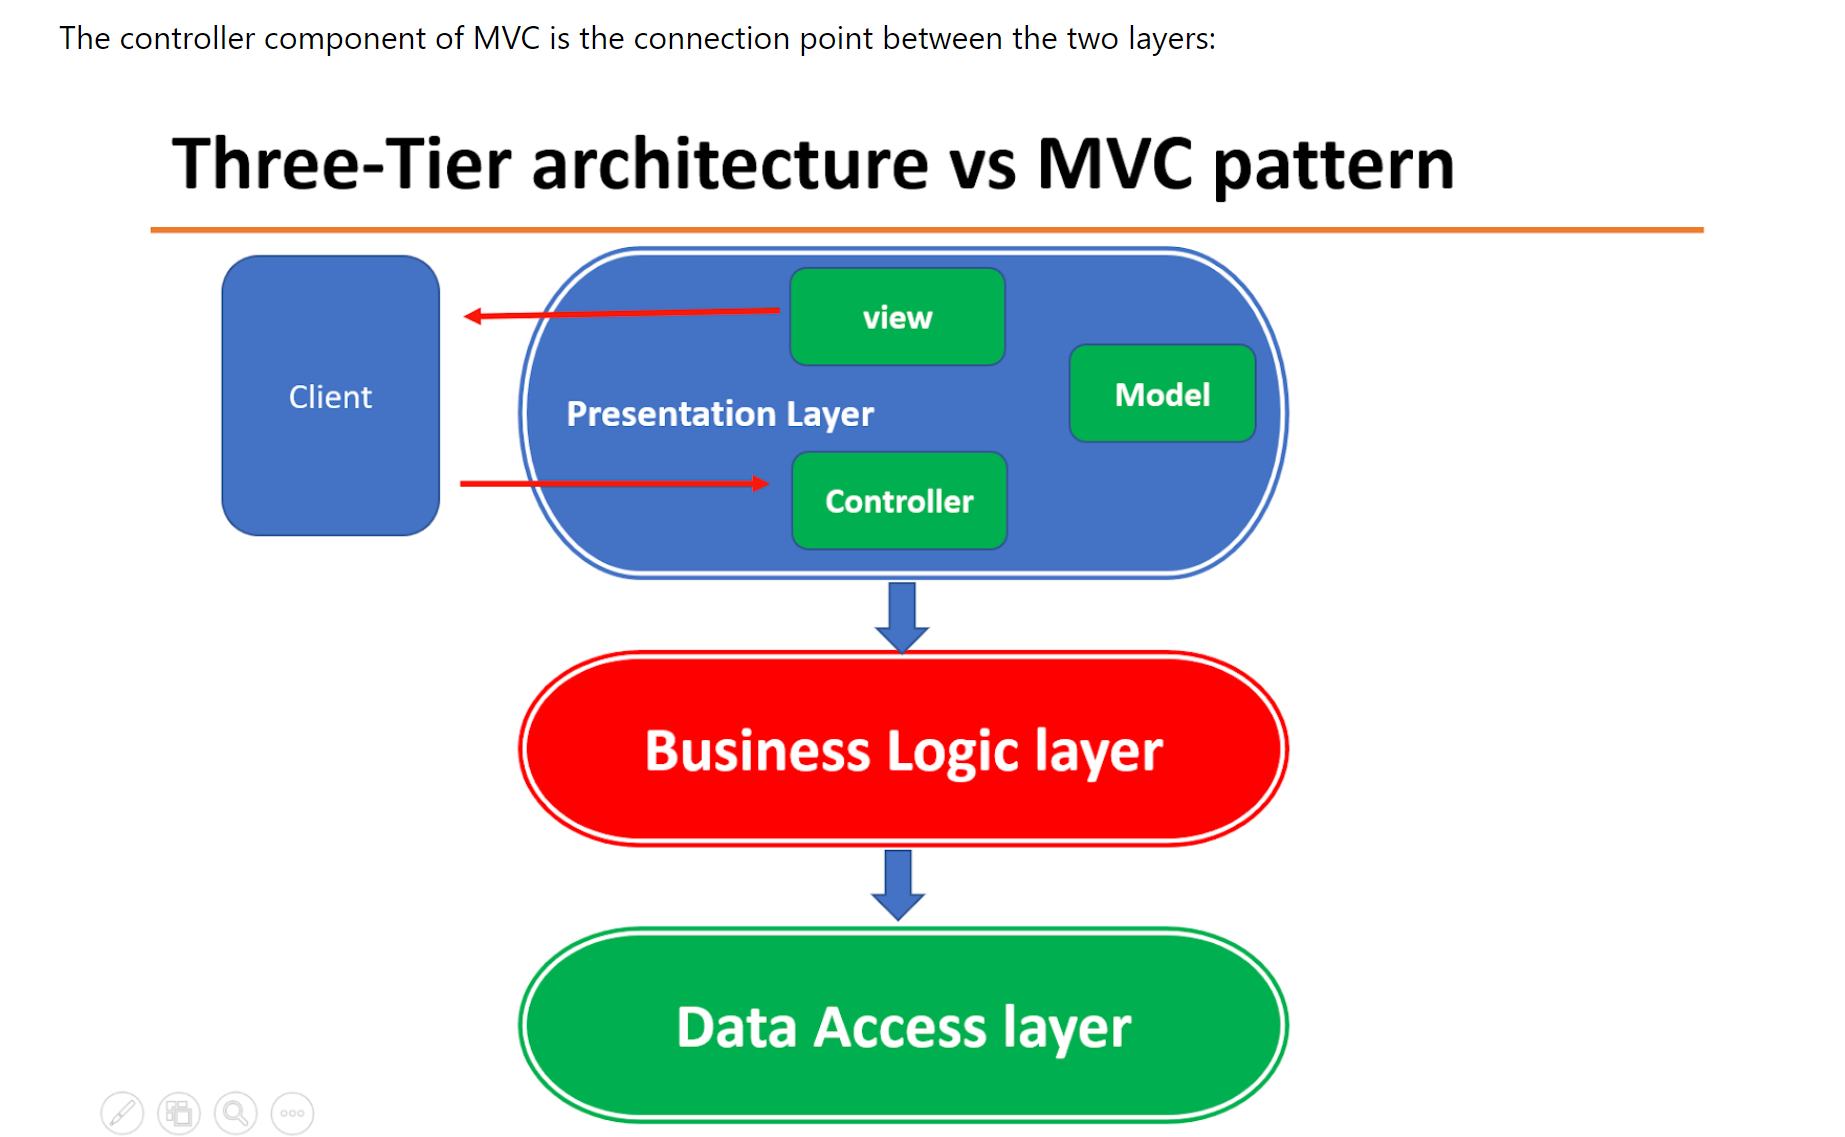 The controller component of MVC is the connection point between the two layers:
Three-Tier architecture vs MVC pattern
view
Client
Model
Presentation Layer
Controller
Business Logic layer
Data Access layer